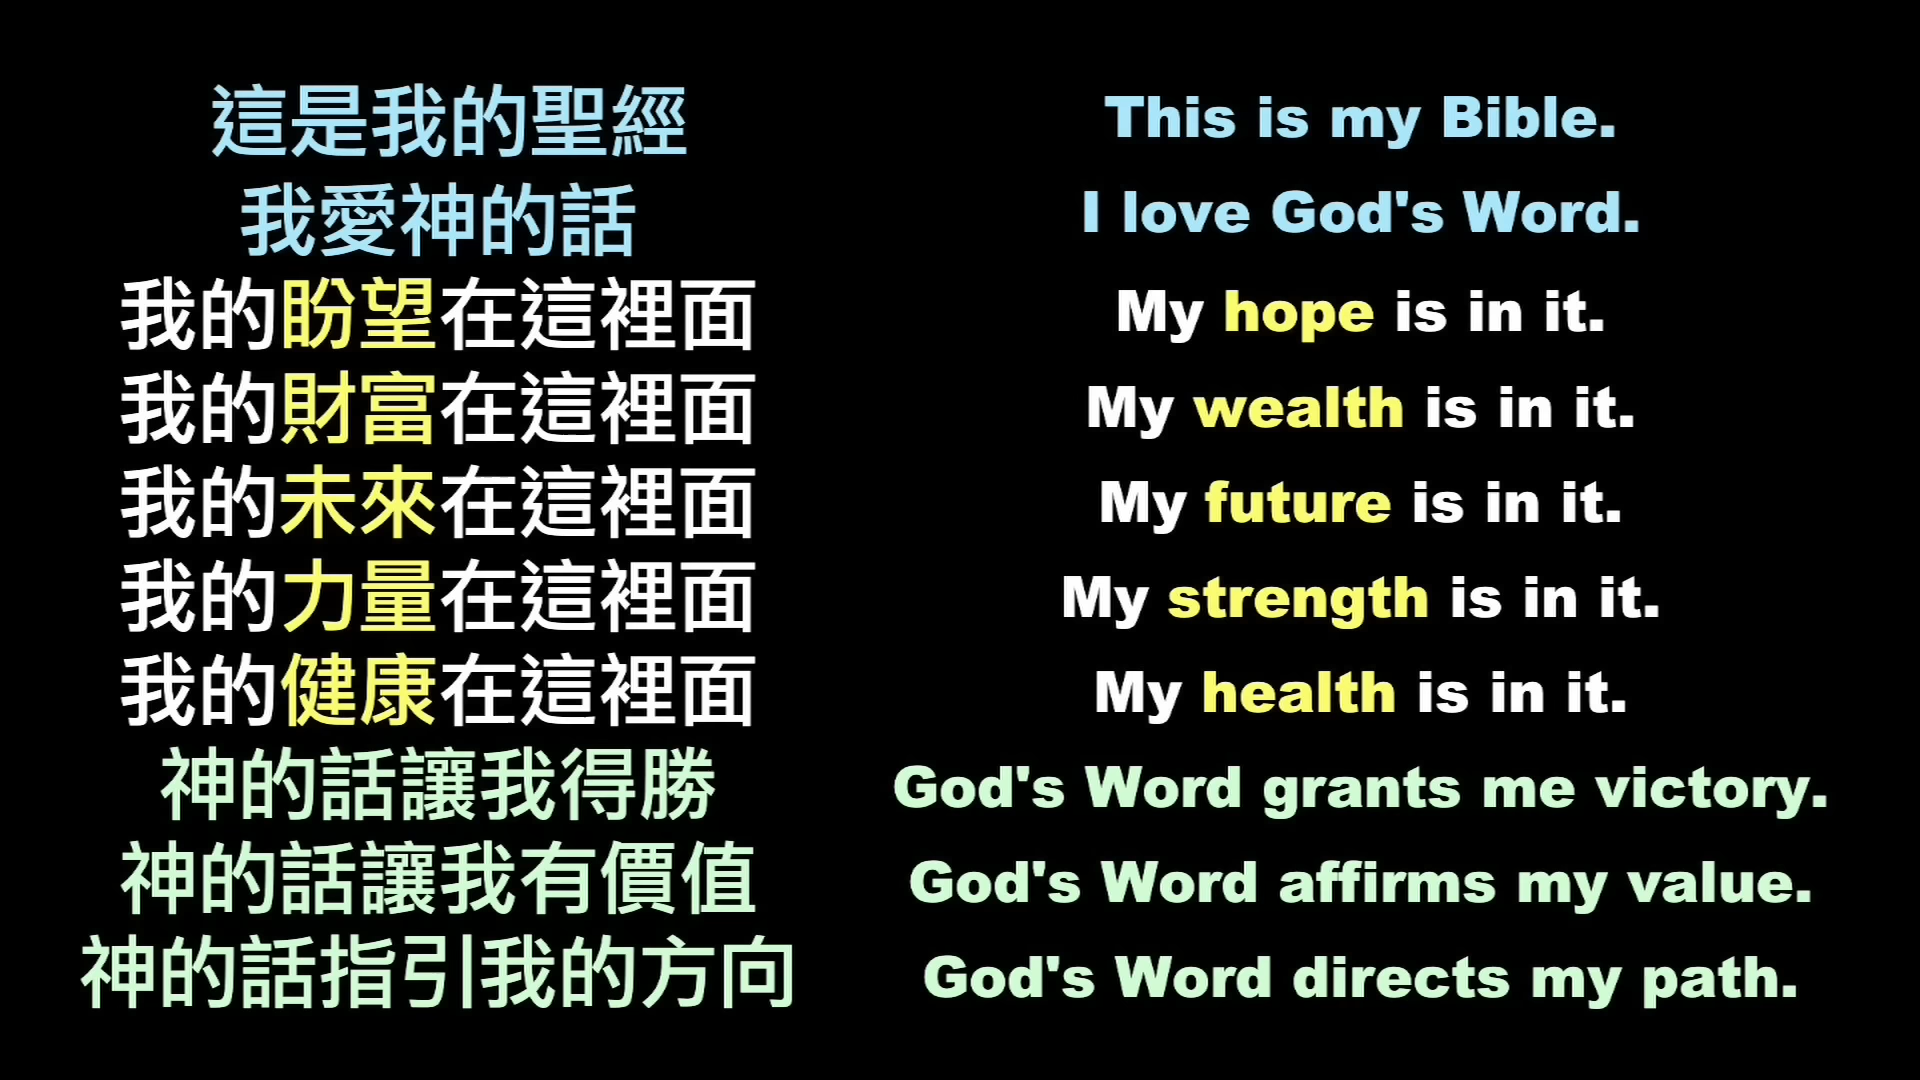 這是我的聖經
我愛神的話
我的盼望在這裡面
我的財富在這裡面
我的未來在這裡面
我的力量在這裡面
我的健康在這裡面
神的話讓我得勝
神的話讓我有價值
神的話指引我的方向
This is my Bible.
I love God's Word.
My hope is in it.
My wealth is in it.
My future is in it.
My strength is in it.
My health is in it.
God's Word grants me victory.
God's Word affirms my value.
God's Word directs my path.